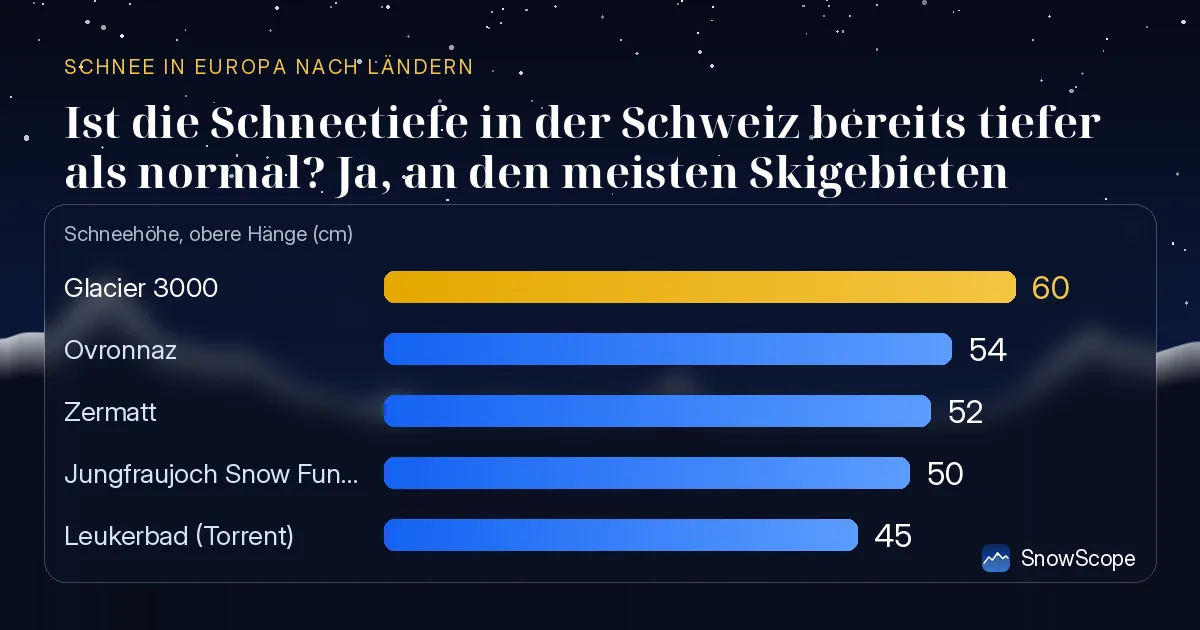 SCHNEE IN EUROPA NACH LÄNDERN
Ist die Schneetiefe in der Schweiz bereits tiefer
als normal? Ja, an den meisten Skigebieten
Schneehöhe, obere Hänge (cm)
Glacier 3000 60
Ovronnaz 54
Zermatt 52
Jungfraujoch Snow Fun... 50
Leukerbad (Torrent) 45
SnowScope